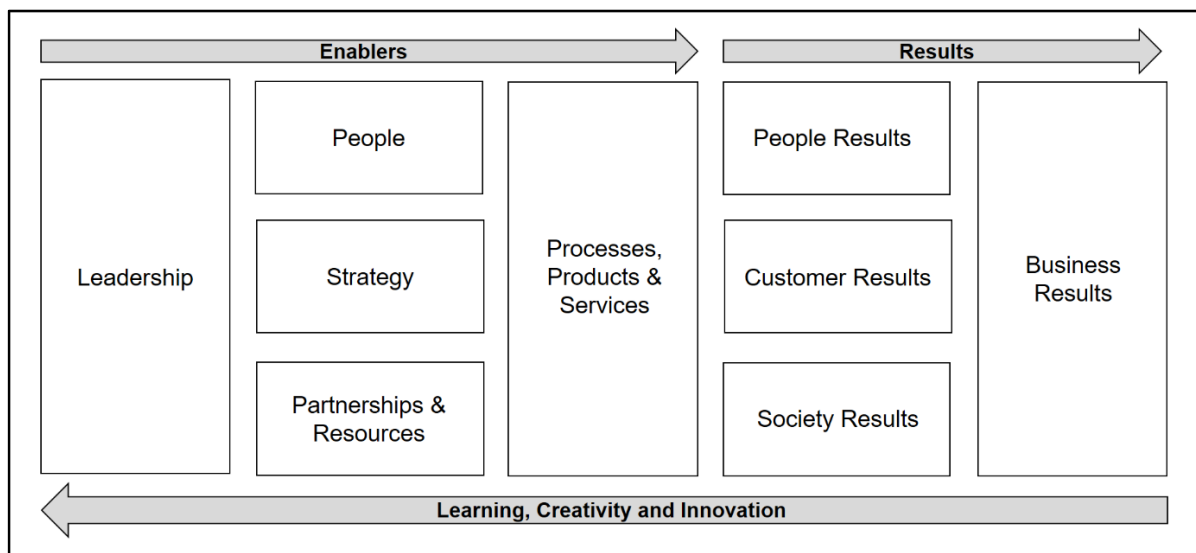 Enablers
Results
Leadership
People
Strategy
Partnerships &
Resources
Processes,
Products &
Services
People Results
Customer Results
Society Results
Business
Results
Learning, Creativity and Innovation